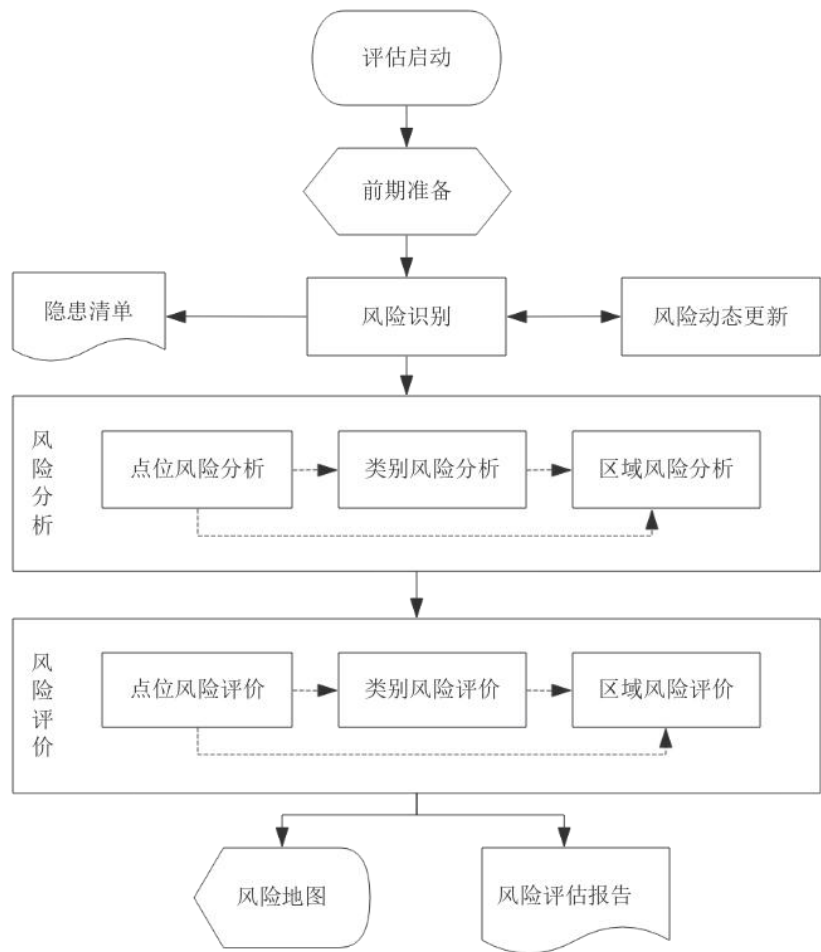 评估启动
前期准备
隐患清单
风险识别
风险动态更新
风险分析
点位风险分析
类别风险分析
区域风险分析
风险评价
点位风险评价
类别风险评价
区域风险评价
风险地图
风险评估报告